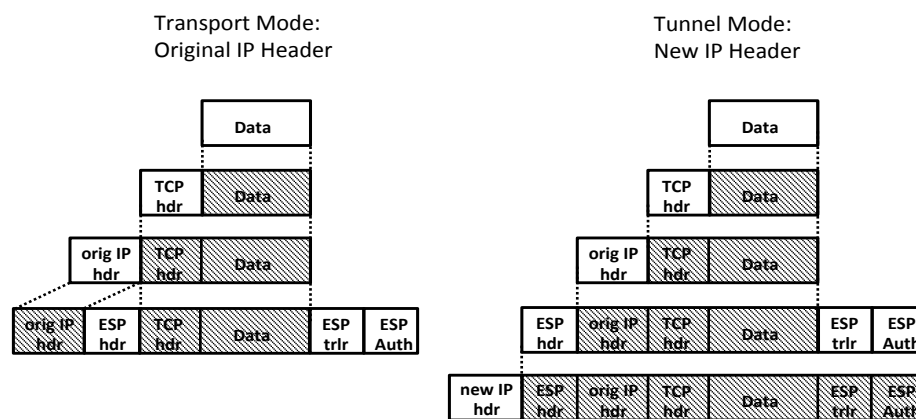 Transport Mode:
Original IP Header
Data
TCP hdr Data
orig IP hdr TCP hdr Data
orig IP hdr ESP hdr TCP hdr Data ESP trlr ESP Auth
Tunnel Mode:
New IP Header
Data
TCP hdr Data
orig IP hdr TCP hdr Data
ESP hdr orig IP hdr TCP hdr Data ESP trlr ESP Auth
new IP hdr ESP hdr orig IP hdr TCP hdr Data ESP trlr ESP Auth